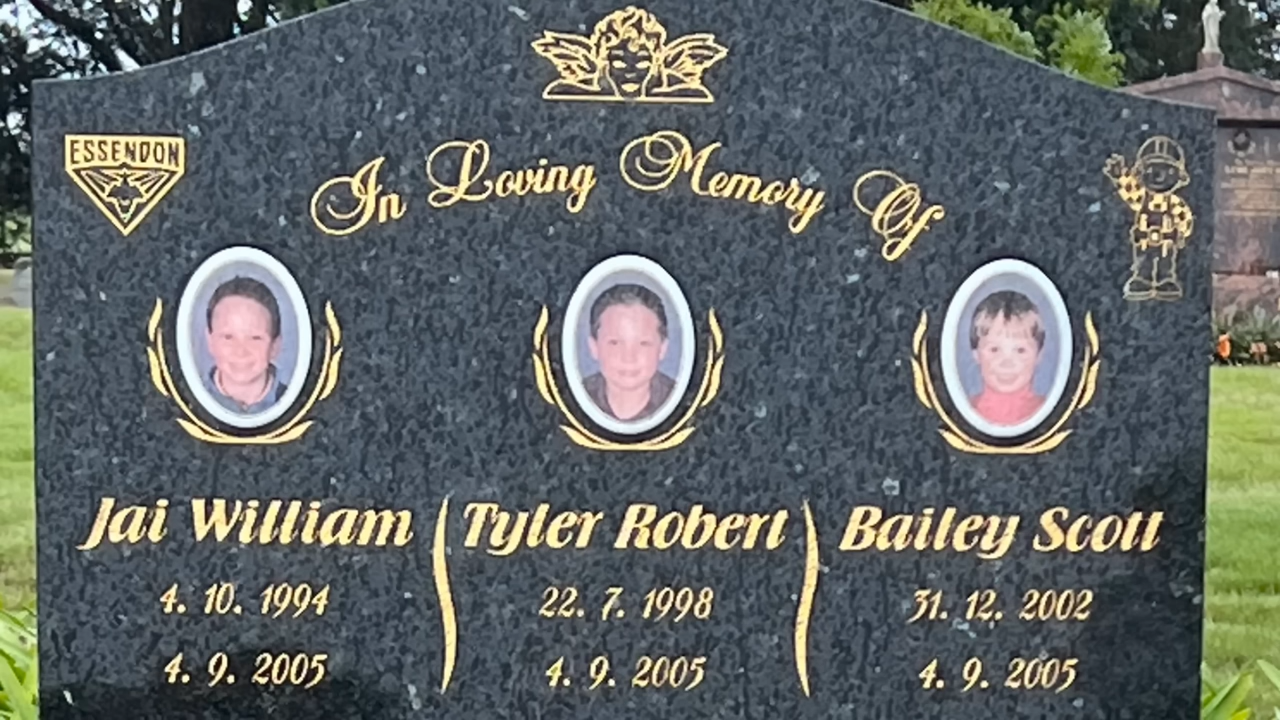 ESSENDON
In Loving Memory Of
Jai William
4. 10. 1994
4. 9. 2005
Tyler Robert
22. 7. 1998
4. 9. 2005
Bailey Scott
31. 12. 2002
4. 9. 2005